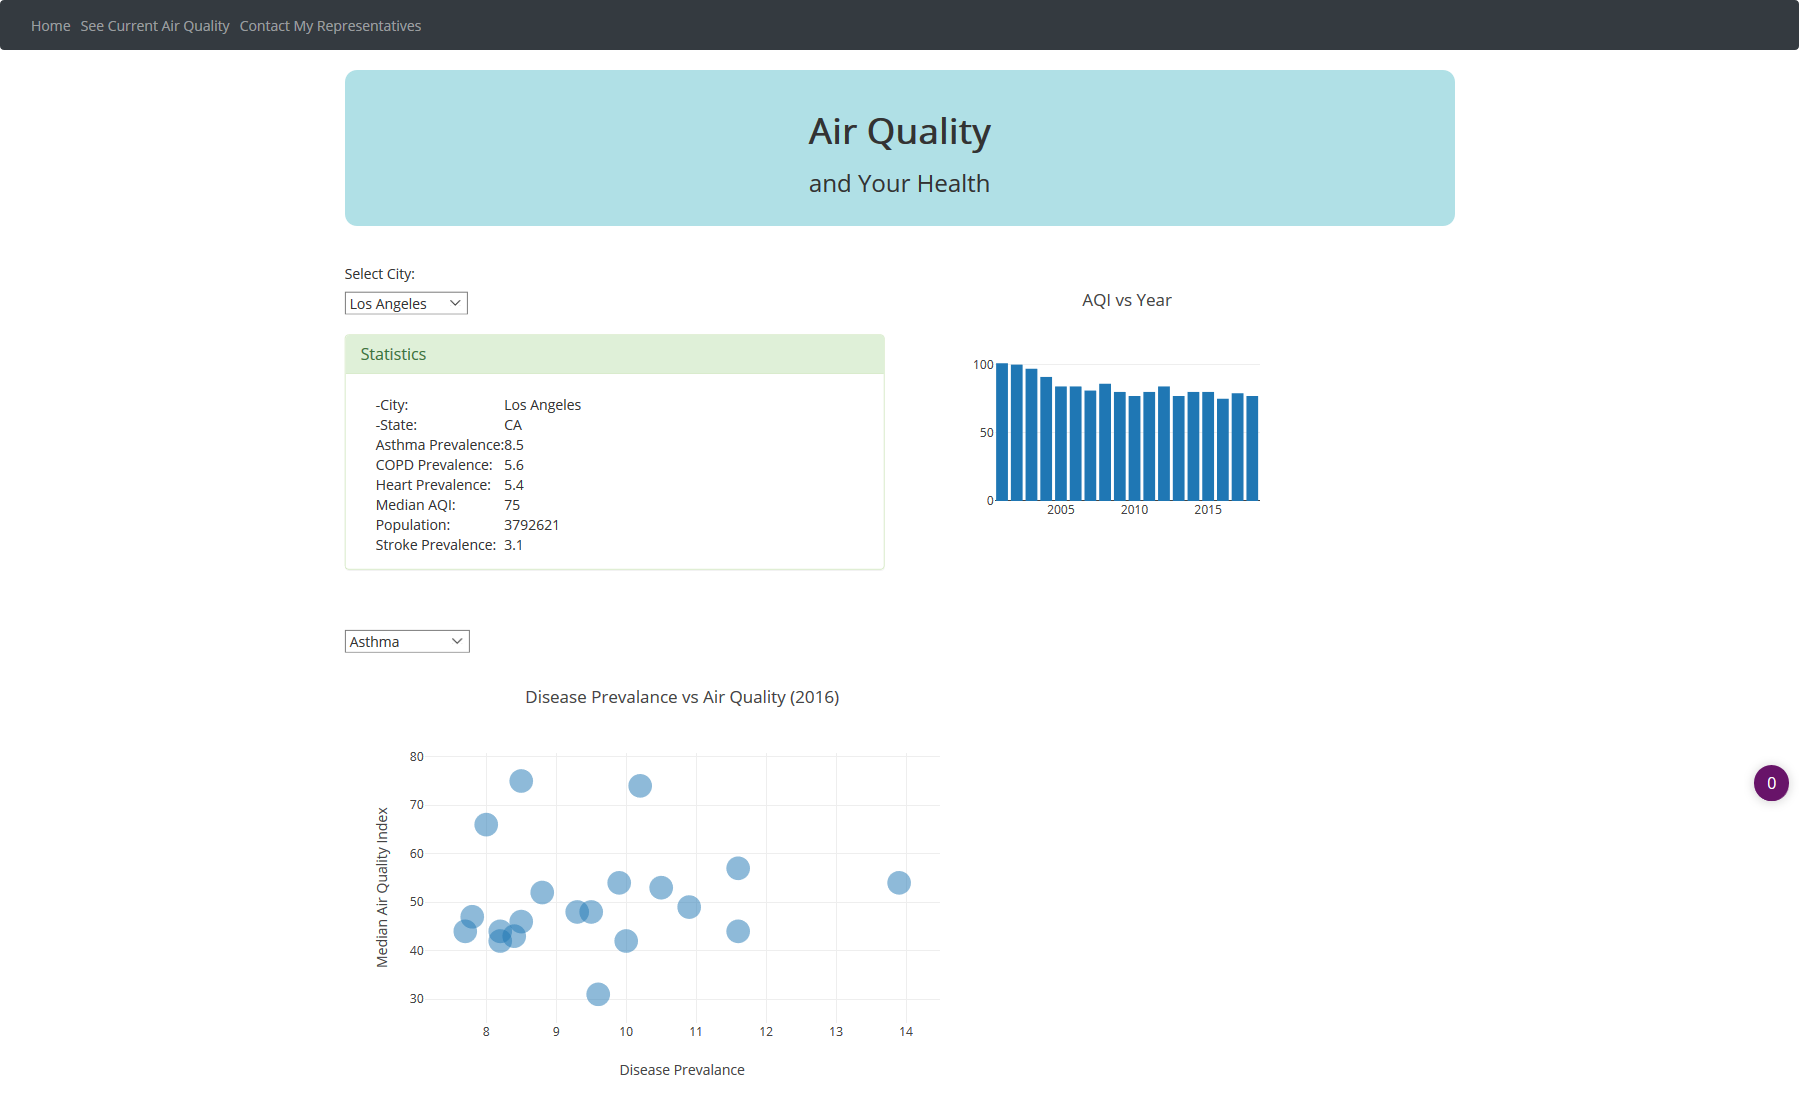 Home See Current Air Quality Contact My Representatives
Air Quality
and Your Health
Select City:
Los Angeles
Statistics
-City: Los Angeles
-State: CA
Asthma Prevalence:8.5
COPD Prevalence: 5.6
Heart Prevalence: 5.4
Median AQI: 75
Population: 3792621
Stroke Prevalence: 3.1
AQI vs Year
100
50
0
2005 2010 2015
Asthma
Disease Prevalance vs Air Quality (2016)
Median Air Quality Index
80
70
60
50
40
30
8 9 10 11 12 13 14
Disease Prevalance
0